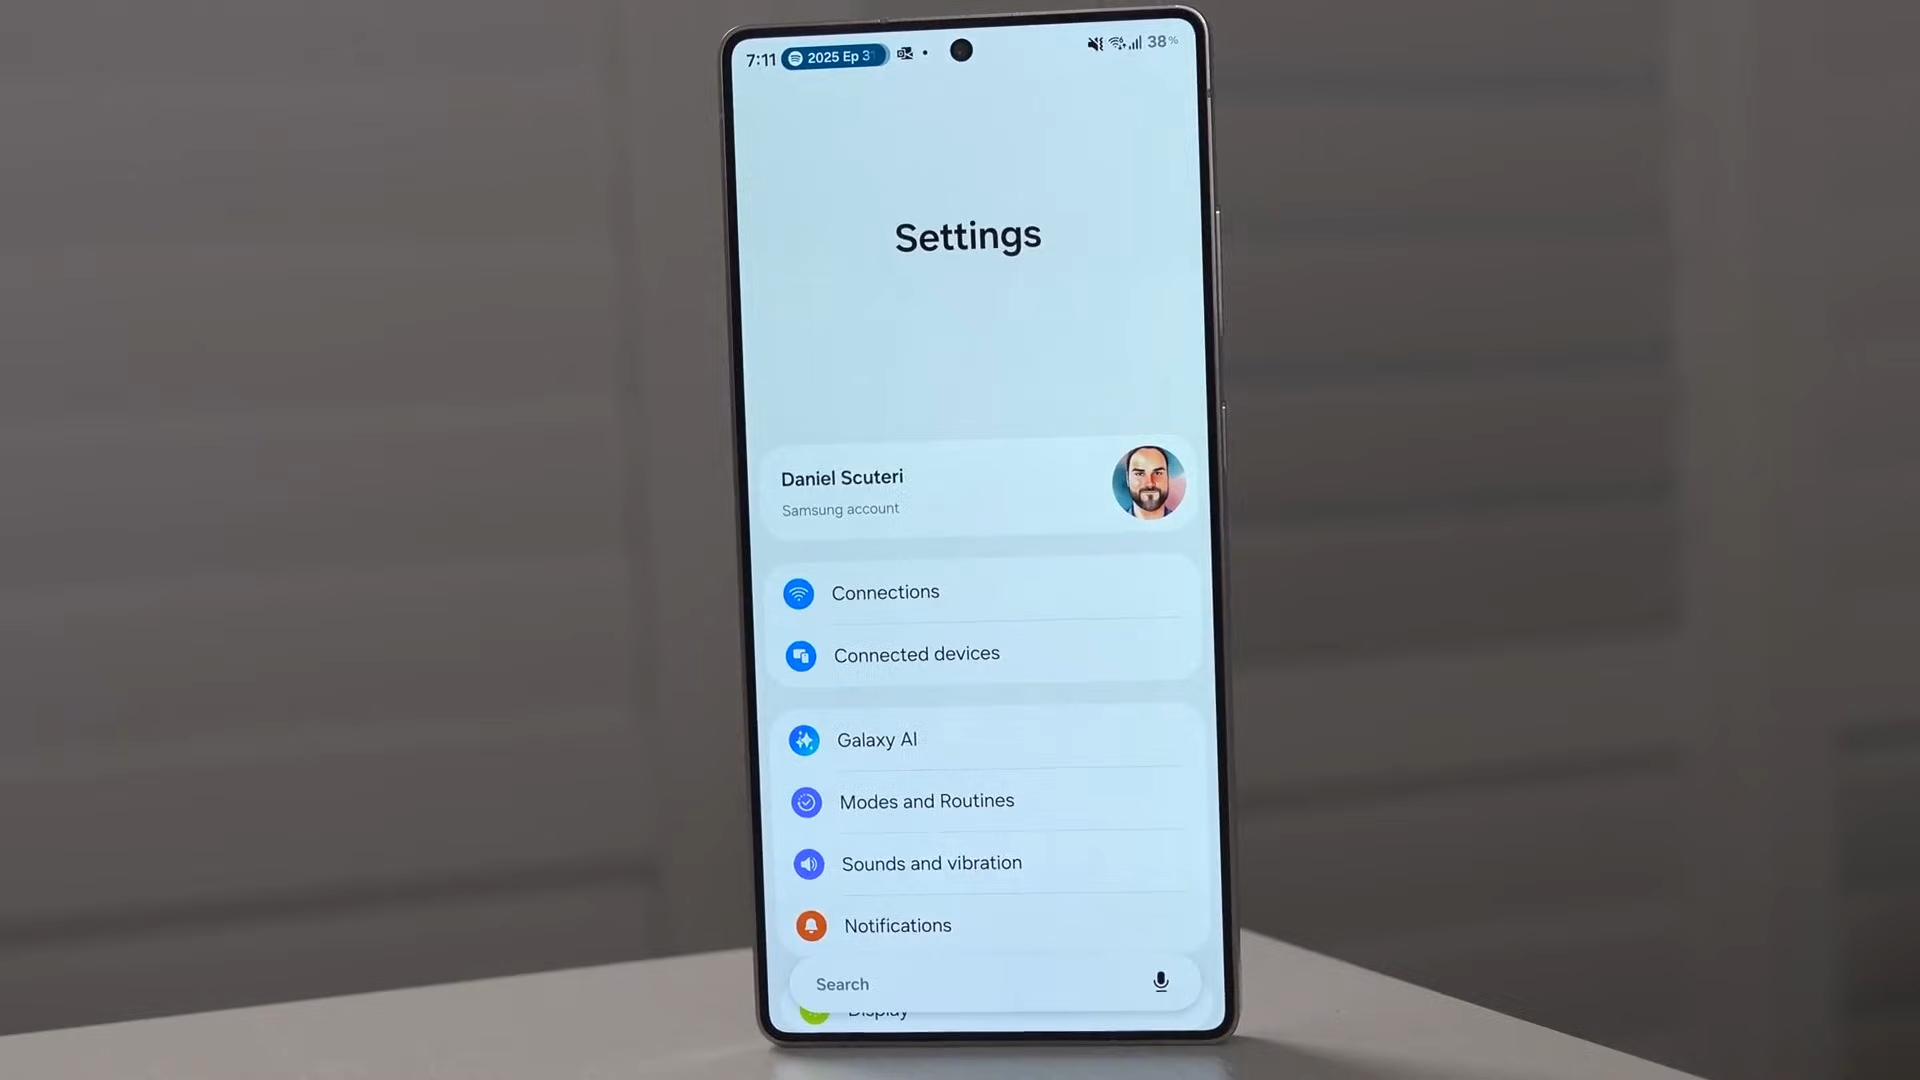 7:11 2025 Ep 31 38%
Settings
Daniel Scuteri
Samsung account
Connections
Connected devices
Galaxy AI
Modes and Routines
Sounds and vibration
Notifications
Search
Display